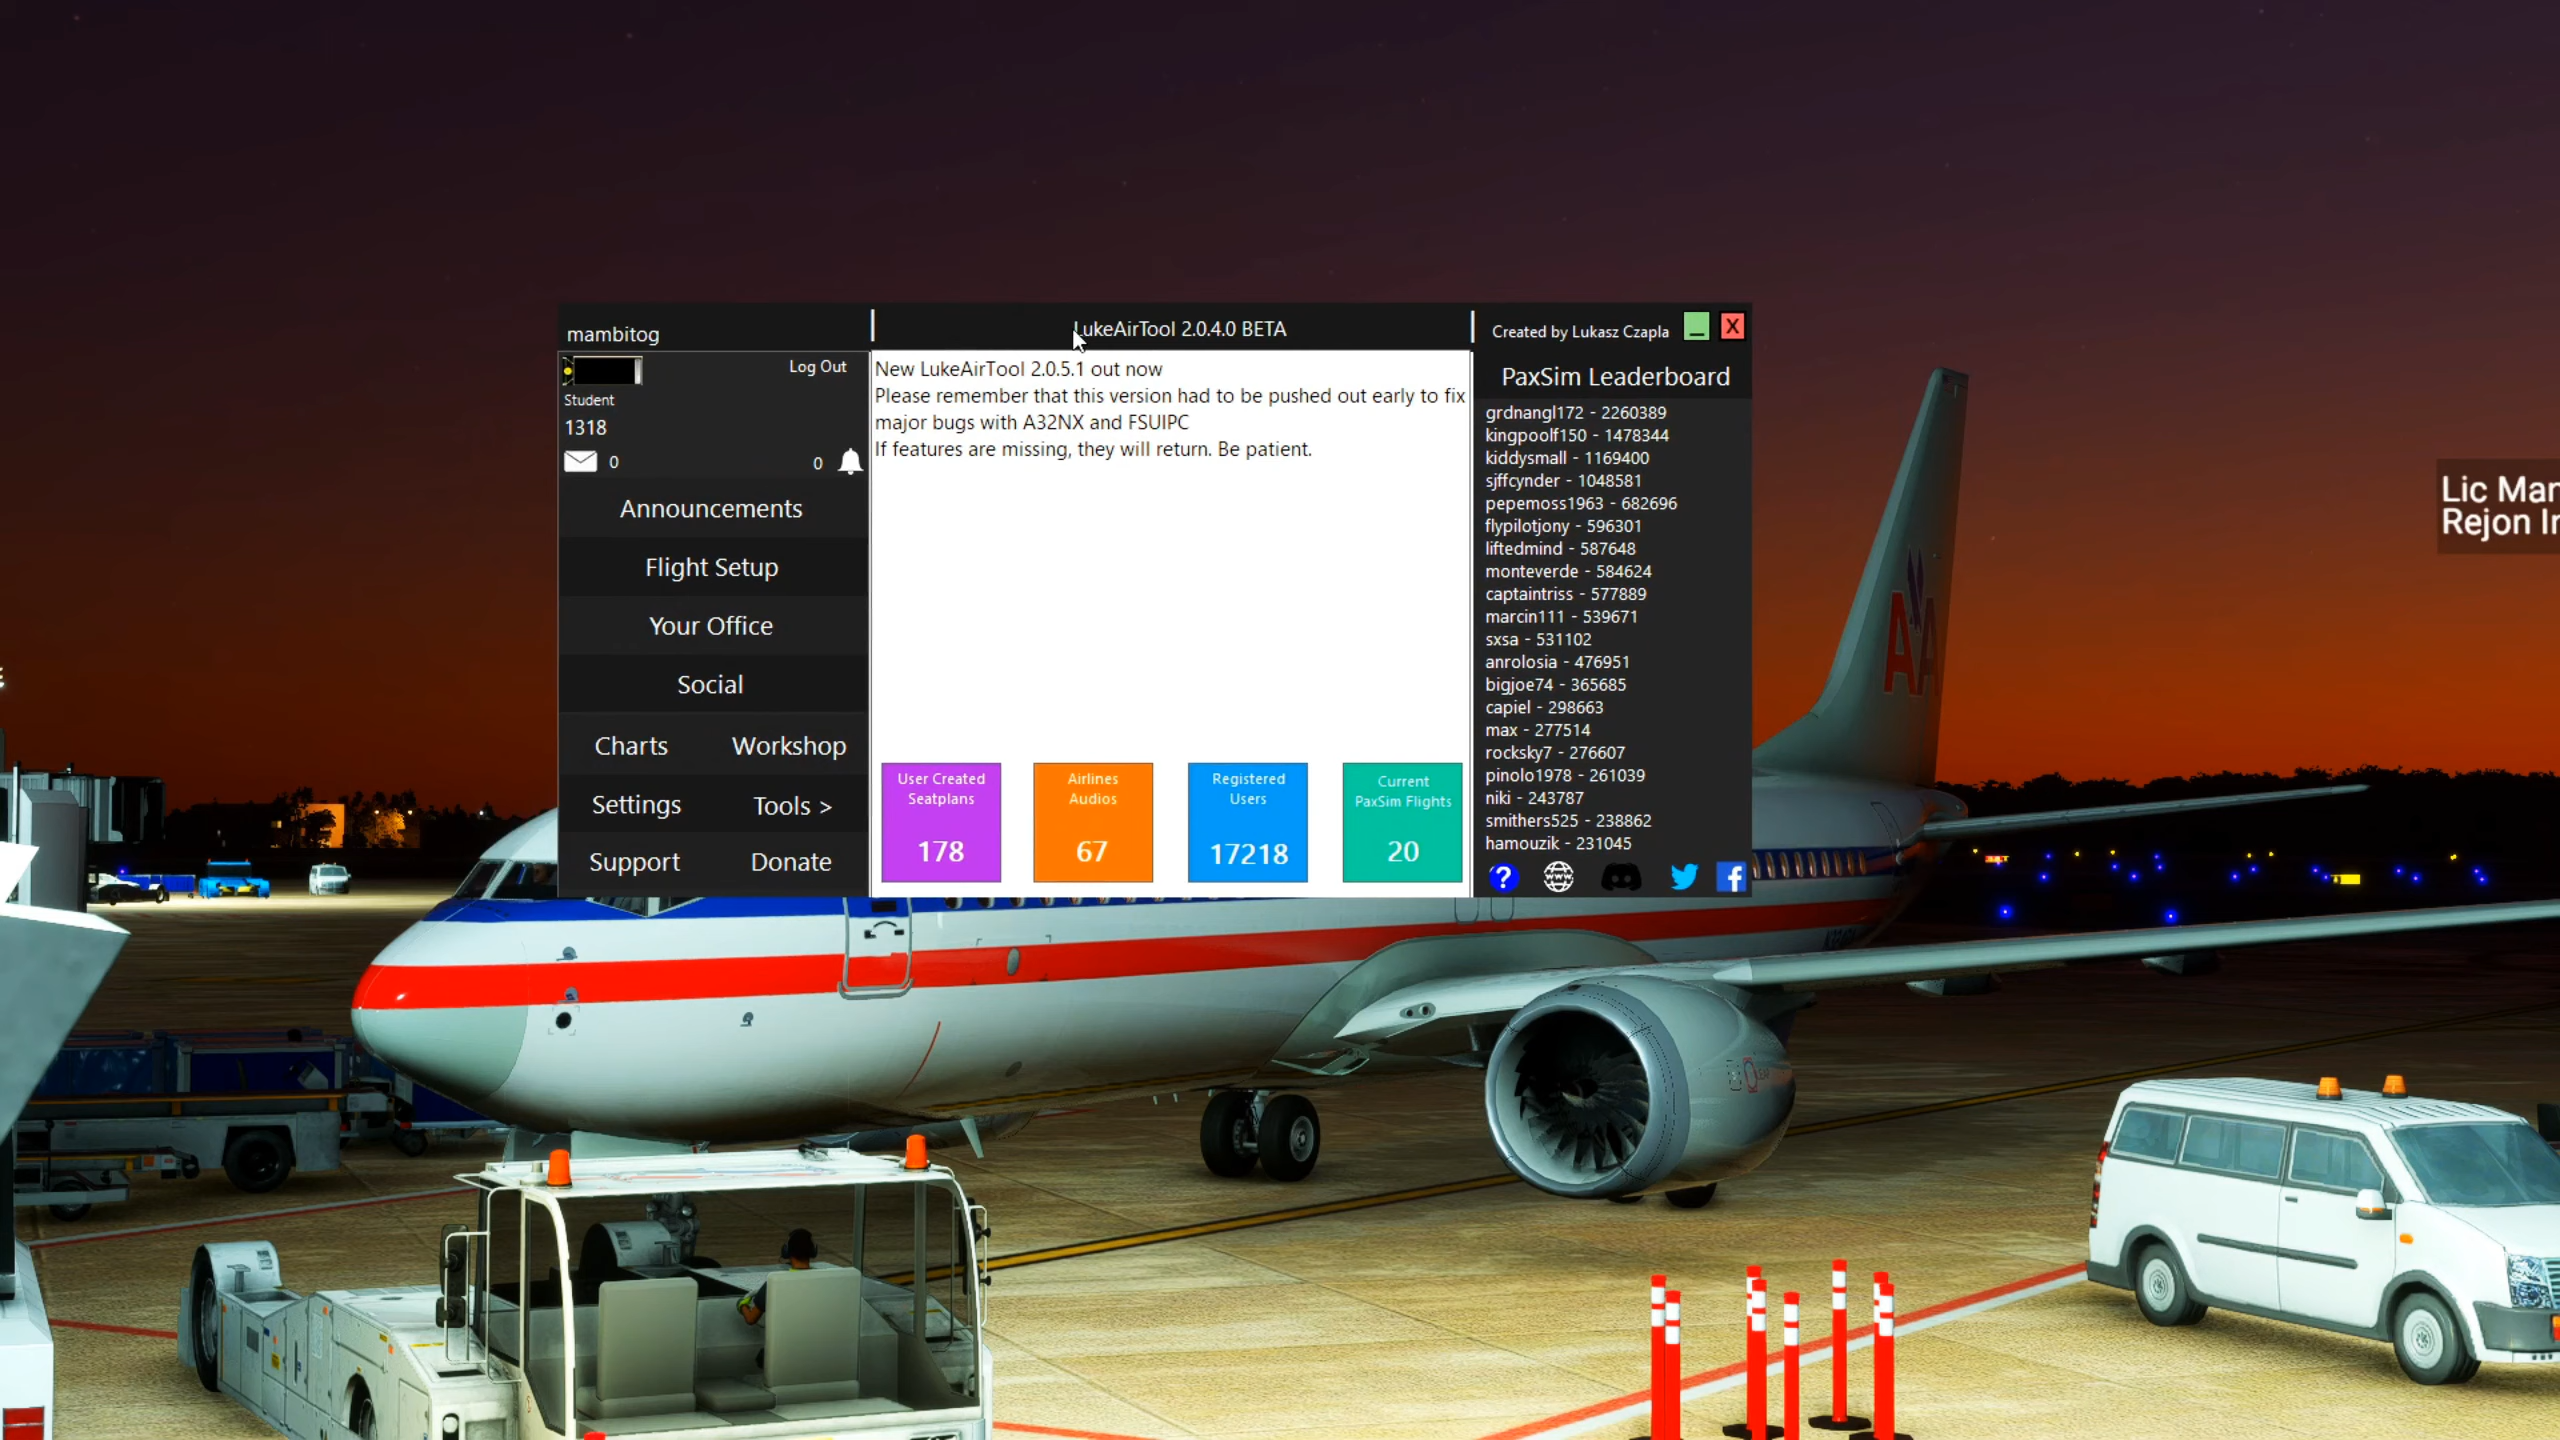 mambitog
LukeAirTool 2.0.4.0 BETA
Created by Lukasz Czapla
_
X
Log Out
Student
1318
0
0
Announcements
Flight Setup
Your Office
Social
Charts
Workshop
Settings
Tools >
Support
Donate
New LukeAirTool 2.0.5.1 out now
Please remember that this version had to be pushed out early to fix
major bugs with A32NX and FSUIPC
If features are missing, they will return. Be patient.
User Created
Seatplans
178
Airlines
Audios
67
Registered
Users
17218
Current
PaxSim Flights
20
PaxSim Leaderboard
grdnangl172 - 2260389
kingpoolf150 - 1478344
kiddysmall - 1169400
sjffcynder - 1048581
pepemoss1963 - 682696
flypilotjony - 596301
liftedmind - 587648
monteverde - 584624
captaintriss - 577889
marcin111 - 539671
sxsa - 531102
anrolosia - 476951
bigjoe74 - 365685
capiel - 298663
max - 277514
rocksky7 - 276607
pinolo1978 - 261039
niki - 243787
smithers525 - 238862
hamouzik - 231045
?
www
f
AA
Lic Mar
Rejon